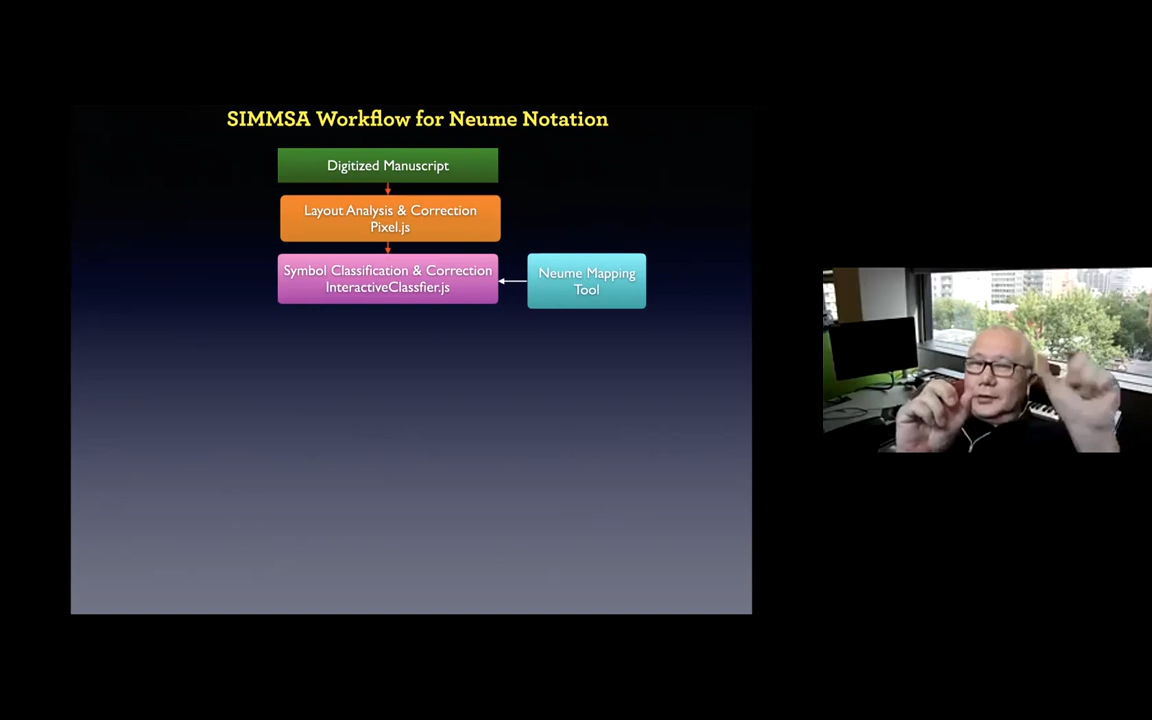 SIMMSA Workflow for Neume Notation
Digitized Manuscript
Layout Analysis & Correction
Pixel.js
Symbol Classification & Correction
InteractiveClassfier.js
Neume Mapping
Tool